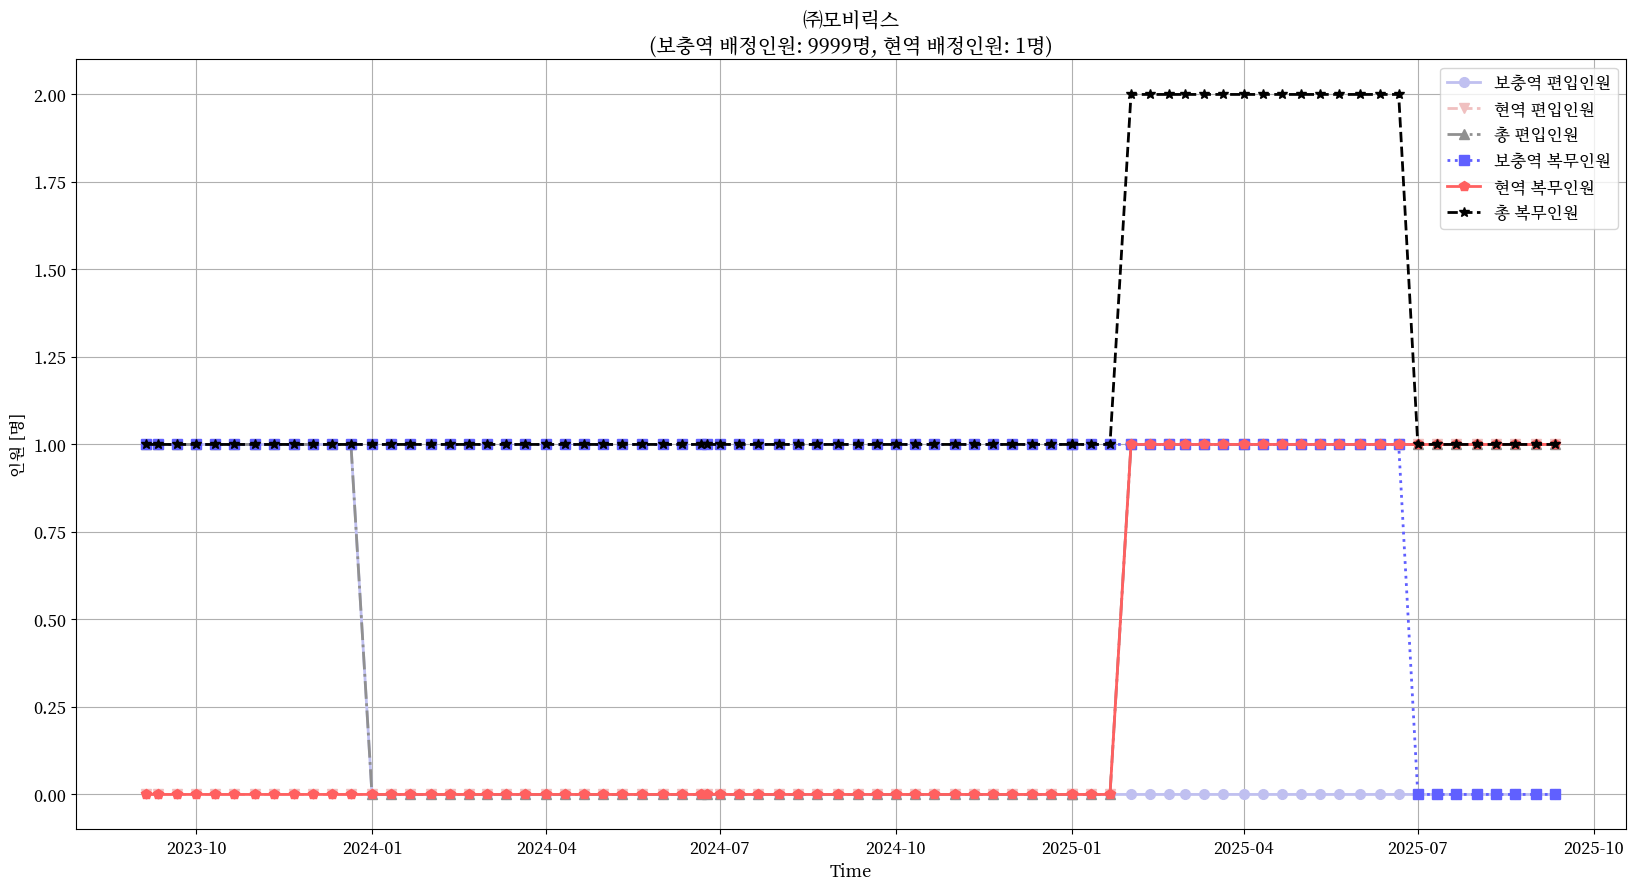 ㈜모비릭스
(보충역 배정인원: 9999명, 현역 배정인원: 1명)
보충역 편입인원
현역 편입인원
총 편입인원
보충역 복무인원
현역 복무인원
총 복무인원
인원 [명]
2.00
1.75
1.50
1.25
1.00
0.75
0.50
0.25
0.00
2023-10
2024-01
2024-04
2024-07
2024-10
2025-01
2025-04
2025-07
2025-10
Time